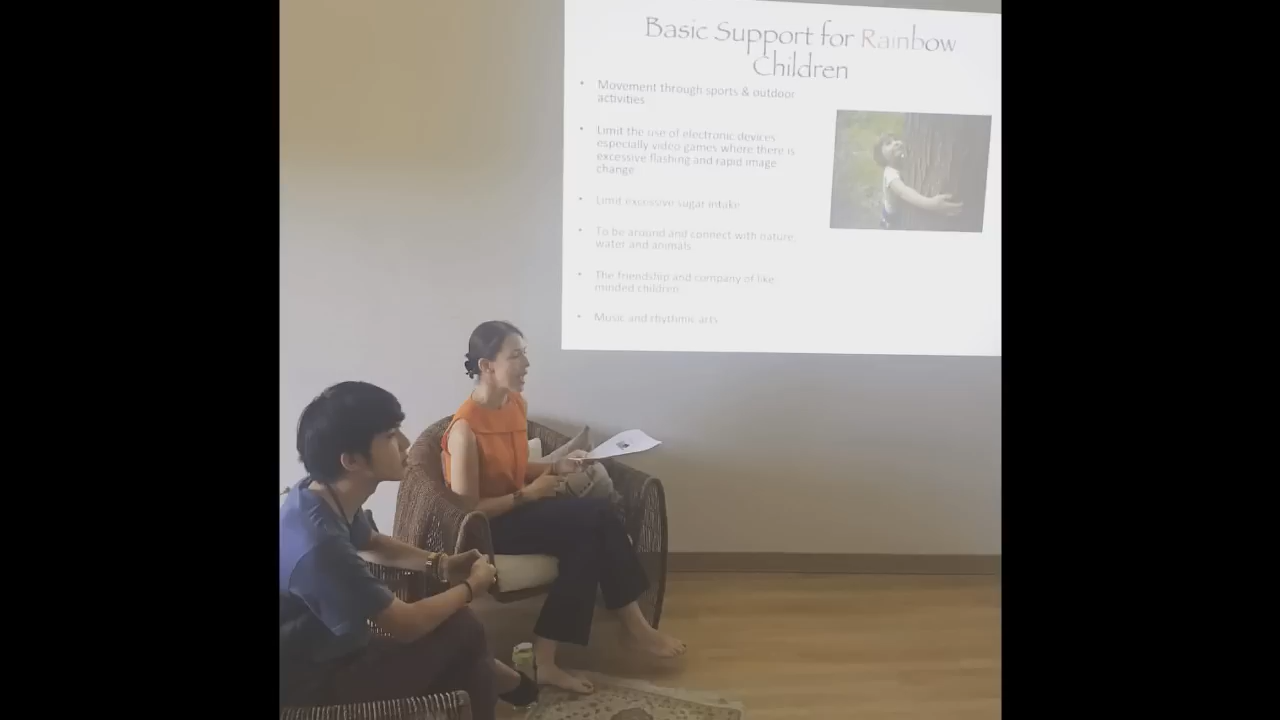 Basic Support for Rainbow
Children
• Movement through sports & outdoor
activities
• Limit the use of electronic devices
especially video games where there is
excessive flashing and rapid image
change
• Limit excessive sugar intake
• To be around and connect with nature,
water and animals
• The friendship and company of like-
minded children
• Music and rhythmic arts